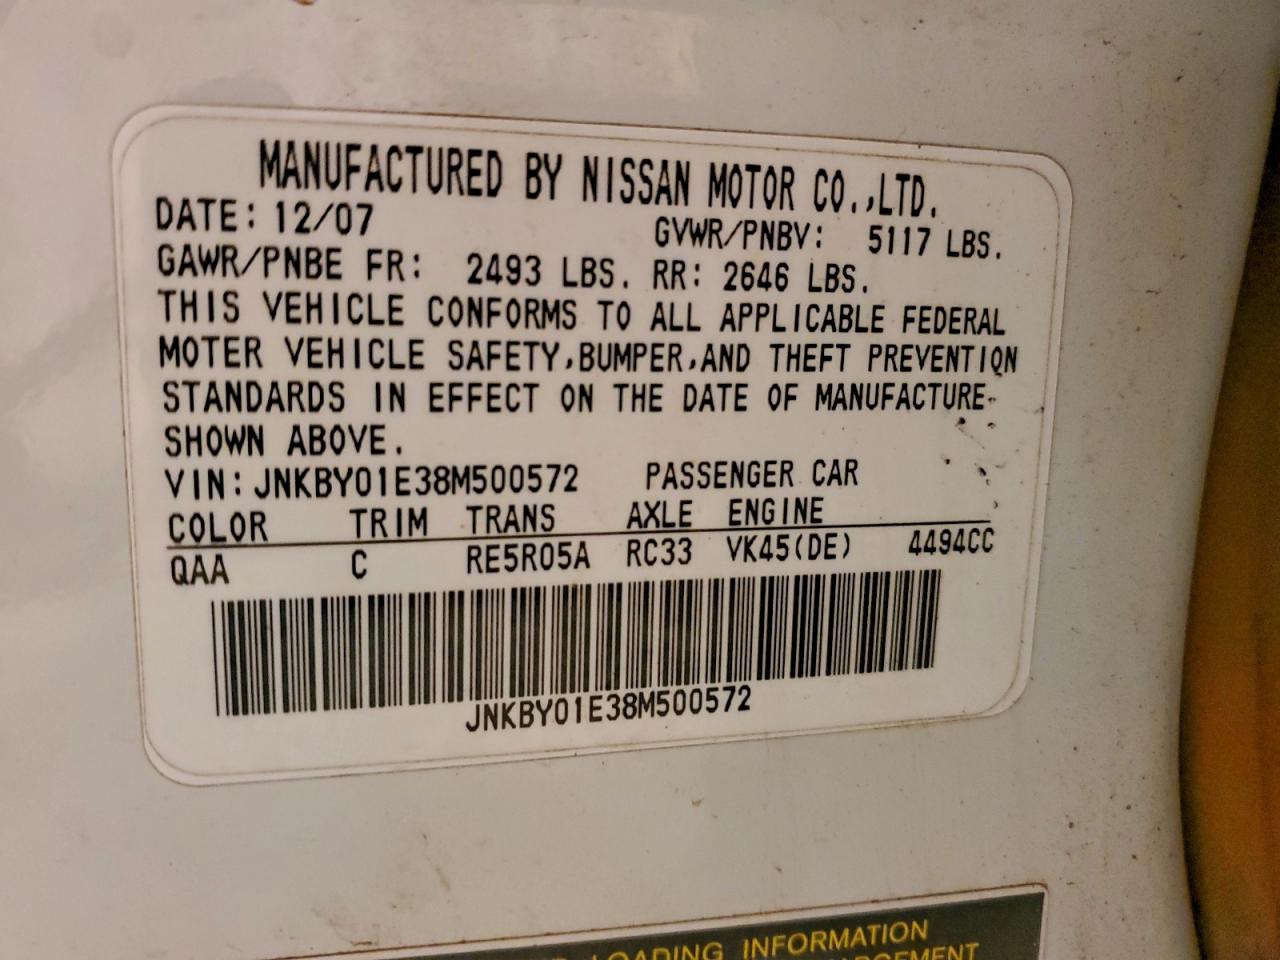 MANUFACTURED BY NISSAN MOTOR CO.,LTD.
DATE: 12/07 GVWR/PNBV: 5117 LBS.
GAWR/PNBE FR: 2493 LBS. RR: 2646 LBS.
THIS VEHICLE CONFORMS TO ALL APPLICABLE FEDERAL
MOTER VEHICLE SAFETY,BUMPER,AND THEFT PREVENTION
STANDARDS IN EFFECT ON THE DATE OF MANUFACTURE
SHOWN ABOVE.
VIN: JNKBY01E38M500572 PASSENGER CAR
COLOR TRIM TRANS AXLE ENGINE
QAA C RE5R05A RC33 VK45(DE) 4494CC
JNKBY01E38M500572
LOADING INFORMATION